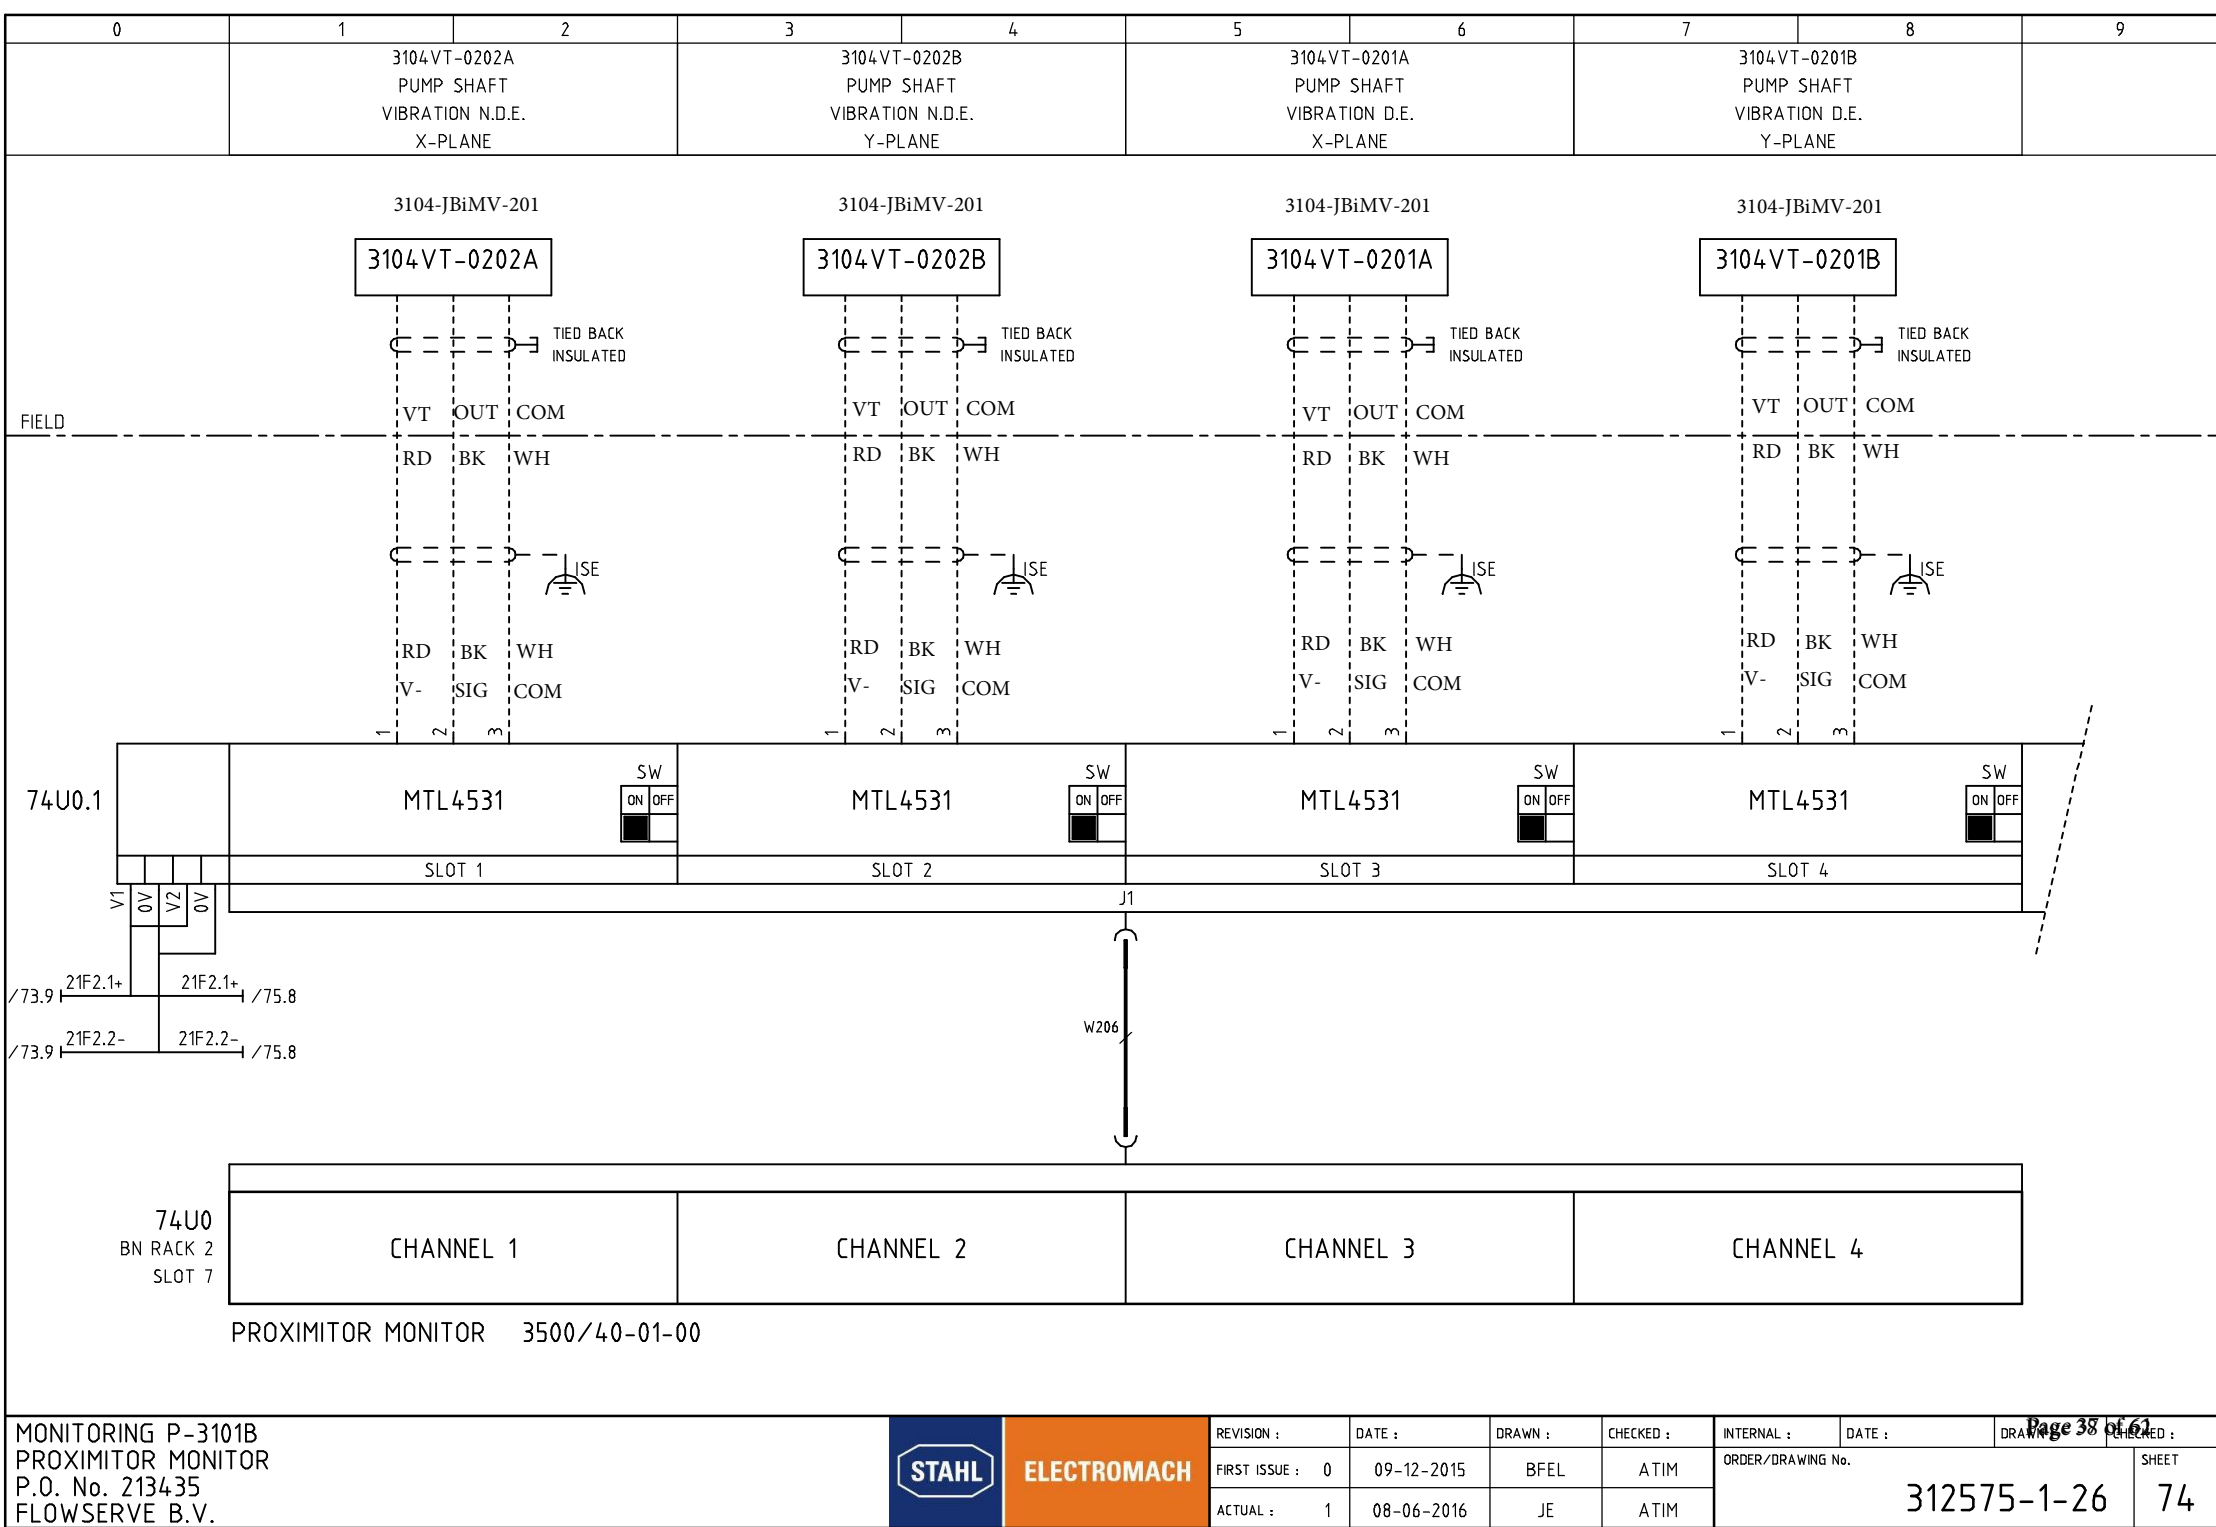 0 1 2 3 4 5 6 7 8 9
3104VT-0202A 3104VT-0202B 3104VT-0201A 3104VT-0201B
PUMP SHAFT PUMP SHAFT PUMP SHAFT PUMP SHAFT
VIBRATION N.D.E. VIBRATION N.D.E. VIBRATION D.E. VIBRATION D.E.
X-PLANE Y-PLANE X-PLANE Y-PLANE
3104-JBiMV-201 3104-JBiMV-201 3104-JBiMV-201 3104-JBiMV-201
3104VT-0202A 3104VT-0202B 3104VT-0201A 3104VT-0201B
TIED BACK TIED BACK TIED BACK TIED BACK
INSULATED INSULATED INSULATED INSULATED
VT OUT COM VT OUT COM VT OUT COM VT OUT COM
FIELD
RD BK WH RD BK WH RD BK WH RD BK WH
ISE ISE ISE ISE
RD BK WH RD BK WH RD BK WH RD BK WH
V- SIG COM V- SIG COM V- SIG COM V- SIG COM
1 2 3 1 2 3 1 2 3 1 2 3
SW SW SW SW
74U0.1 MTL4531 ON OFF MTL4531 ON OFF MTL4531 ON OFF MTL4531 ON OFF
SLOT 1 SLOT 2 SLOT 3 SLOT 4
V1 0V V2 0V J1
/73.9 21F2.1+ 21F2.1+ /75.8
W206
/73.9 21F2.2- 21F2.2- /75.8
74U0
BN RACK 2 CHANNEL 1 CHANNEL 2 CHANNEL 3 CHANNEL 4
SLOT 7
PROXIMITOR MONITOR 3500/40-01-00
MONITORING P-3101B
PROXIMITOR MONITOR
P.O. No. 213435
FLOWSERVE B.V.
STAHL ELECTROMACH
REVISION : DATE : DRAWN : CHECKED : INTERNAL : DATE :
FIRST ISSUE : 0 09-12-2015 BFEL ATIM
ACTUAL : 1 08-06-2016 JE ATIM
ORDER/DRAWING No. SHEET
312575-1-26 74